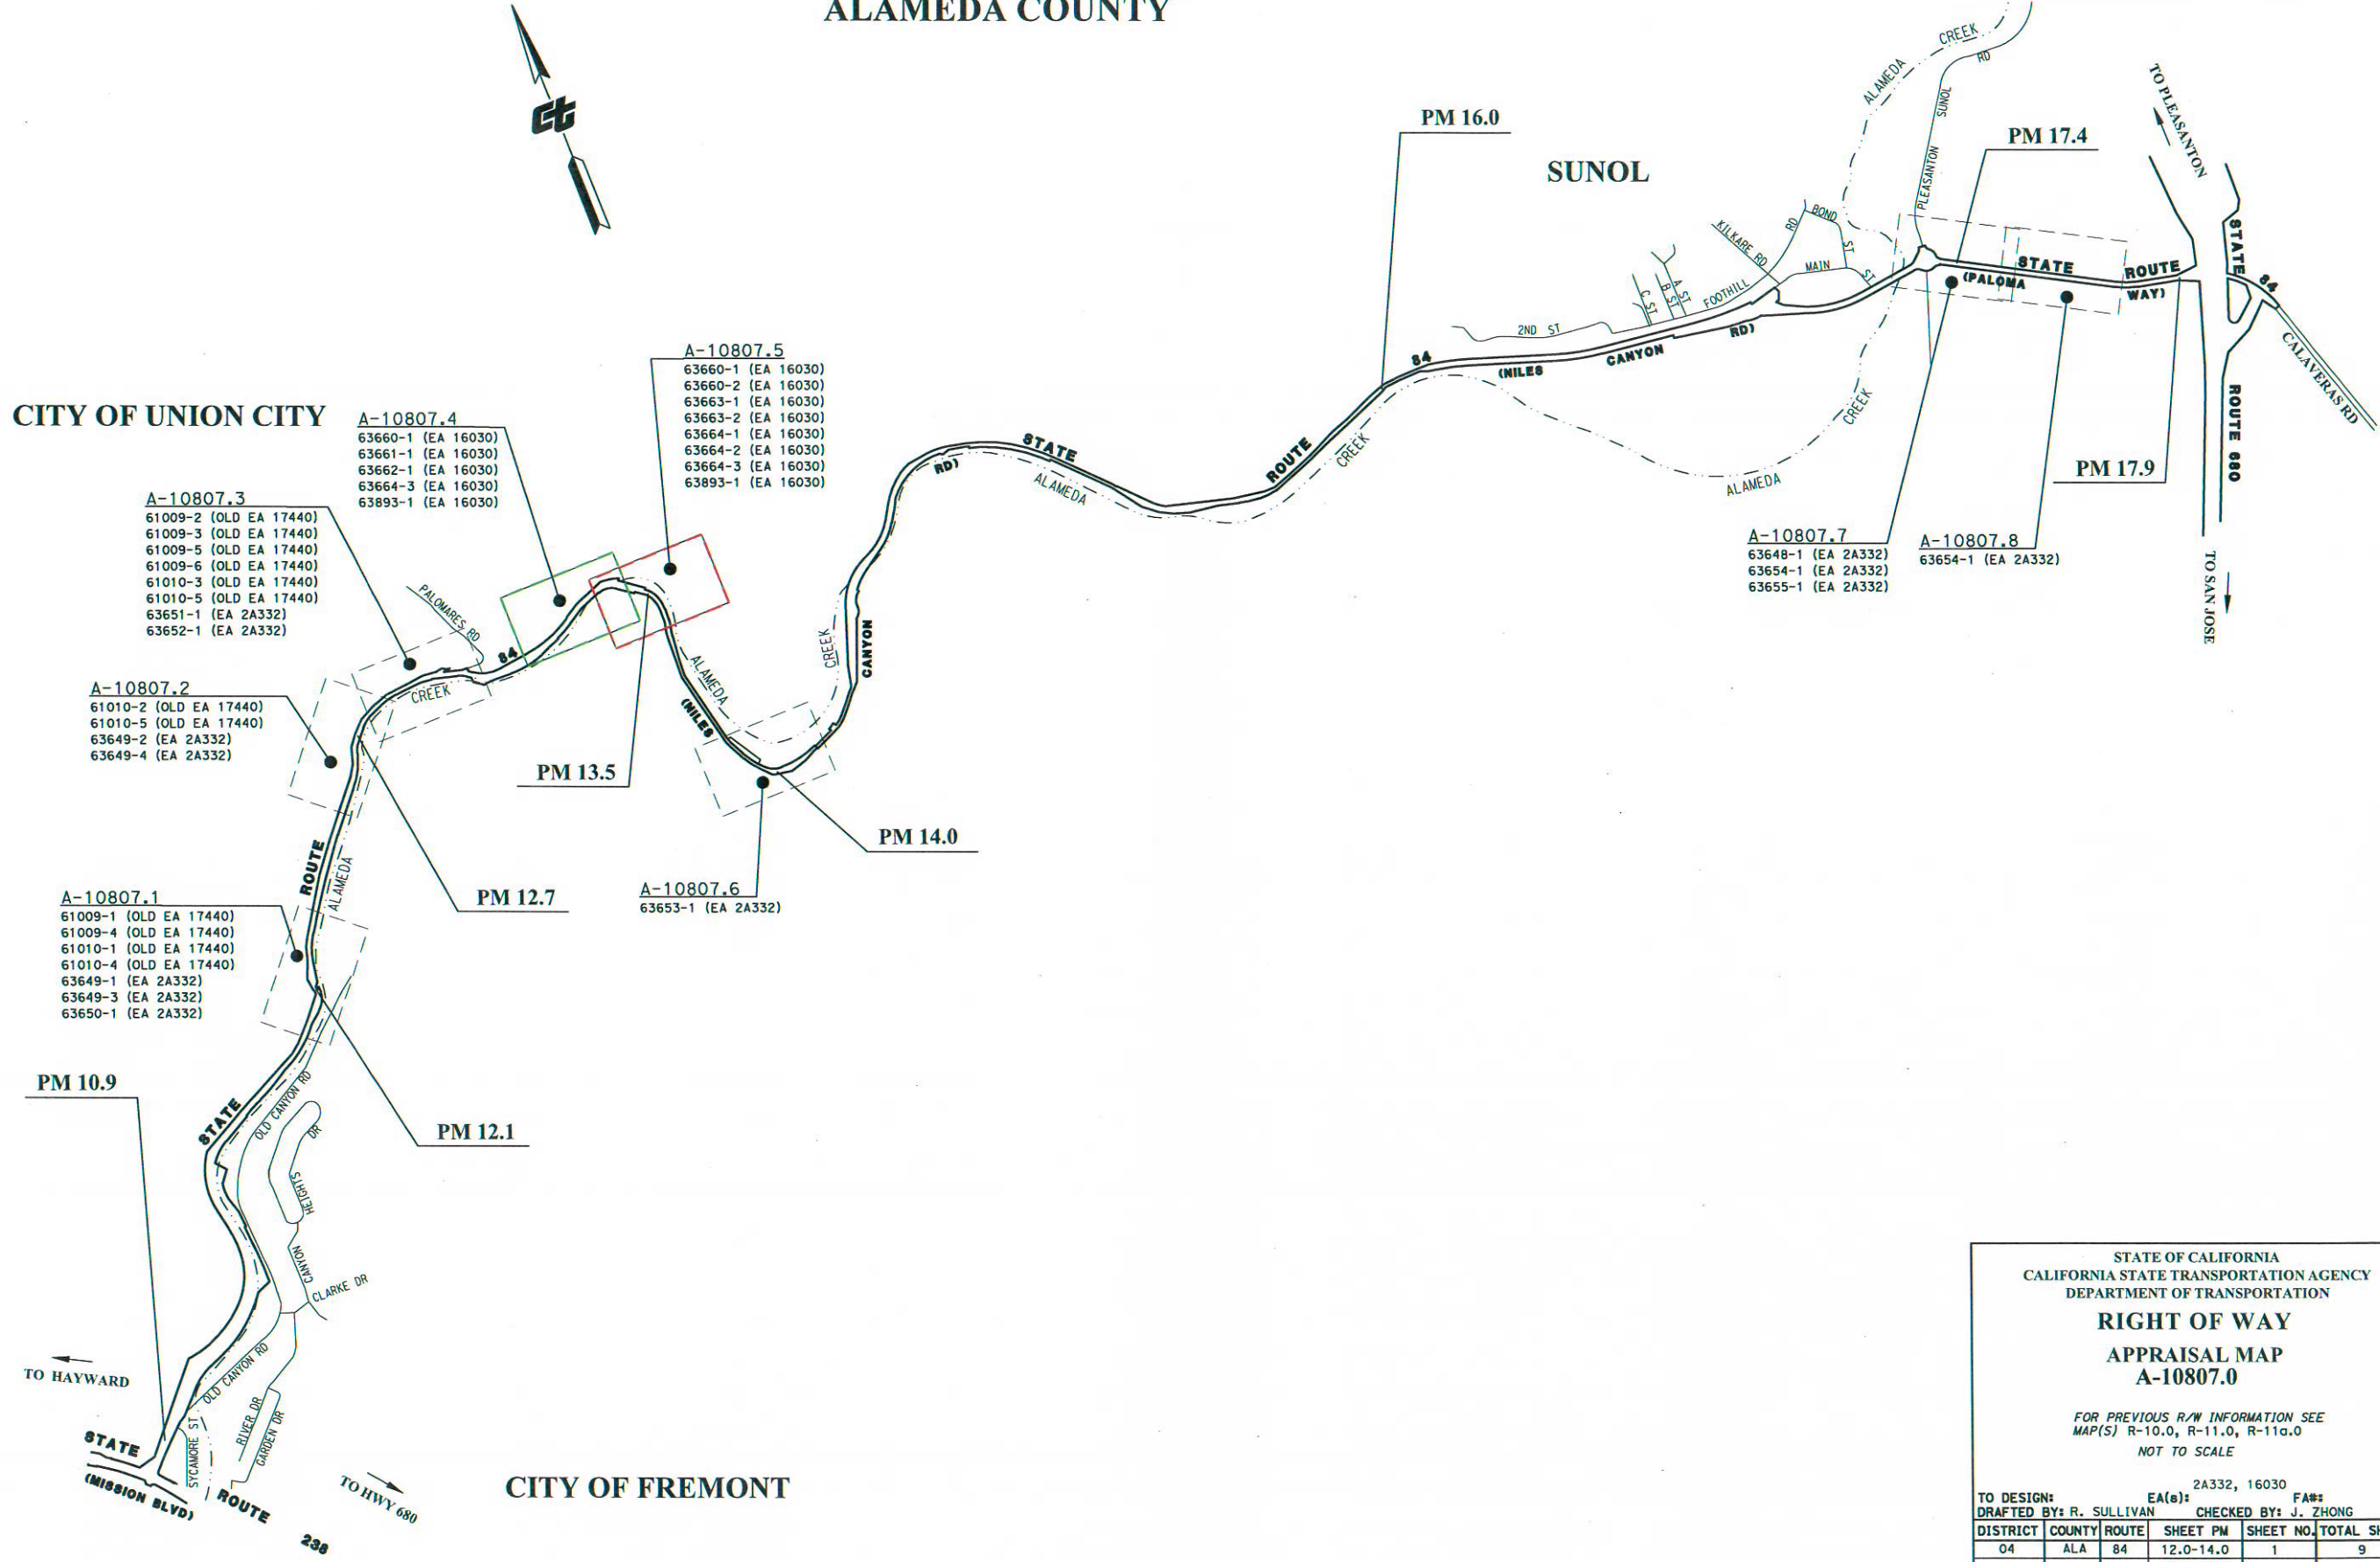 ALAMEDA COUNTY
Ct
CREEK
RD
ALAMEDA
SUNOL
PLEASANTON
TO PLEASANTON
PM 16.0
PM 17.4
SUNOL
KILKARE RD
RD
BOND
ST
MAIN
ST
FOOTHILL
A ST
B ST
C ST
2ND ST
STATE ROUTE
(PALOMA WAY)
STATE
84
CALAVERAS RD
ROUTE 680
TO SAN JOSE
84
(NILES CANYON RD)
CREEK
ALAMEDA
PM 17.9
A-10807.7
63648-1 (EA 2A332)
63654-1 (EA 2A332)
63655-1 (EA 2A332)
A-10807.8
63654-1 (EA 2A332)
CITY OF UNION CITY
A-10807.5
63660-1 (EA 16030)
63660-2 (EA 16030)
63663-1 (EA 16030)
63663-2 (EA 16030)
63664-1 (EA 16030)
63664-2 (EA 16030)
63664-3 (EA 16030)
63893-1 (EA 16030)
A-10807.4
63660-1 (EA 16030)
63661-1 (EA 16030)
63662-1 (EA 16030)
63664-3 (EA 16030)
63893-1 (EA 16030)
A-10807.3
61009-2 (OLD EA 17440)
61009-3 (OLD EA 17440)
61009-5 (OLD EA 17440)
61009-6 (OLD EA 17440)
61010-3 (OLD EA 17440)
61010-5 (OLD EA 17440)
63651-1 (EA 2A332)
63652-1 (EA 2A332)
STATE
ROUTE
RD)
ALAMEDA
CREEK
PALOMARES RD
84
CREEK
ALAMEDA
(NILES
CREEK
CANYON
A-10807.2
61010-2 (OLD EA 17440)
61010-5 (OLD EA 17440)
63649-2 (EA 2A332)
63649-4 (EA 2A332)
PM 13.5
PM 14.0
A-10807.6
63653-1 (EA 2A332)
PM 12.7
ROUTE
ALAMEDA
A-10807.1
61009-1 (OLD EA 17440)
61009-4 (OLD EA 17440)
61010-1 (OLD EA 17440)
61010-4 (OLD EA 17440)
63649-1 (EA 2A332)
63649-3 (EA 2A332)
63650-1 (EA 2A332)
PM 10.9
PM 12.1
STATE
OLD CANYON RD
DR
HEIGHTS
CANYON
CLARKE DR
OLD CANYON RD
TO HAYWARD
SYCAMORE ST
RIVER DR
GARDEN DR
STATE
(MISSION BLVD)
ROUTE
238
TO HWY 680
CITY OF FREMONT
STATE OF CALIFORNIA
CALIFORNIA STATE TRANSPORTATION AGENCY
DEPARTMENT OF TRANSPORTATION
RIGHT OF WAY
APPRAISAL MAP
A-10807.0
FOR PREVIOUS R/W INFORMATION SEE
MAP(S) R-10.0, R-11.0, R-11a.0
NOT TO SCALE
2A332, 16030
TO DESIGN: EA(s): FA#:
DRAFTED BY: R. SULLIVAN CHECKED BY: J. ZHONG
DISTRICT COUNTY ROUTE SHEET PM SHEET NO. TOTAL SH
04 ALA 84 12.0-14.0 1 9